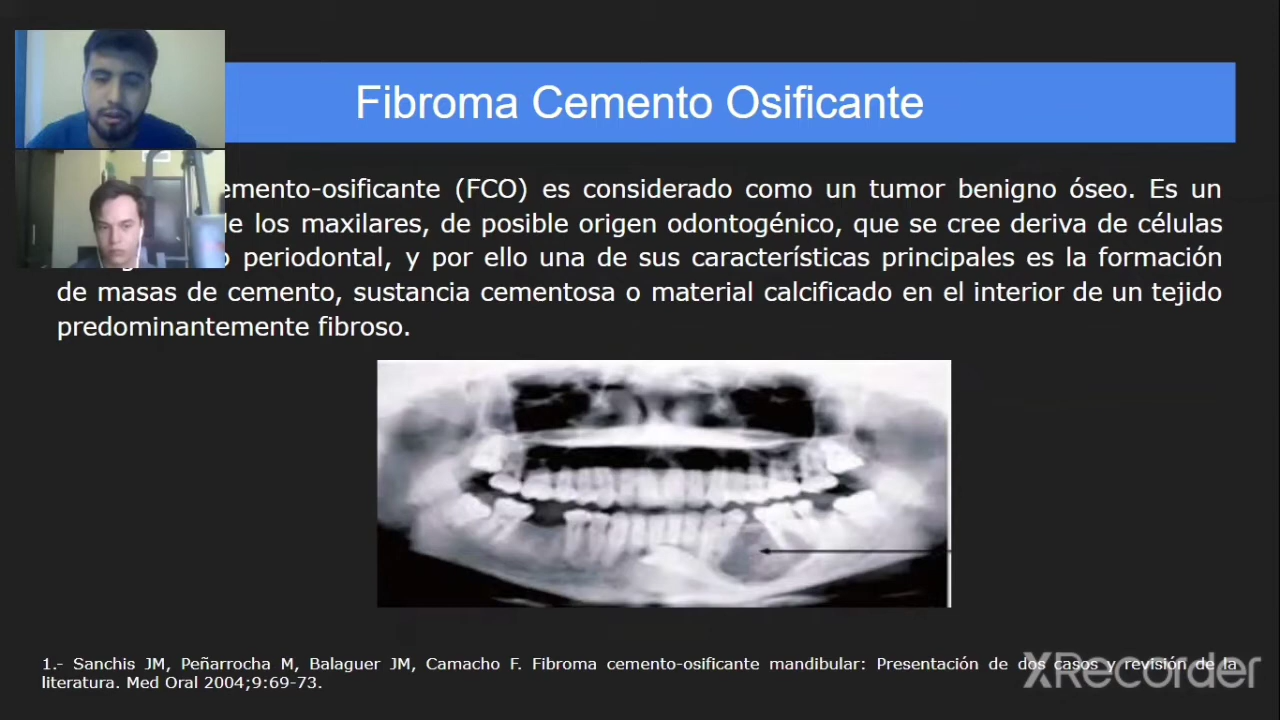 Fibroma Cemento Osificante
emento-osificante (FCO) es considerado como un tumor benigno óseo. Es un
de los maxilares, de posible origen odontogénico, que se cree deriva de células
periodontal, y por ello una de sus características principales es la formación
de masas de cemento, sustancia cementosa o material calcificado en el interior de un tejido
predominantemente fibroso.
1.- Sanchis JM, Peñarrocha M, Balaguer JM, Camacho F. Fibroma cemento-osificante mandibular: Presentación de dos casos y revisión de la
literatura. Med Oral 2004;9:69-73.
XRecorder